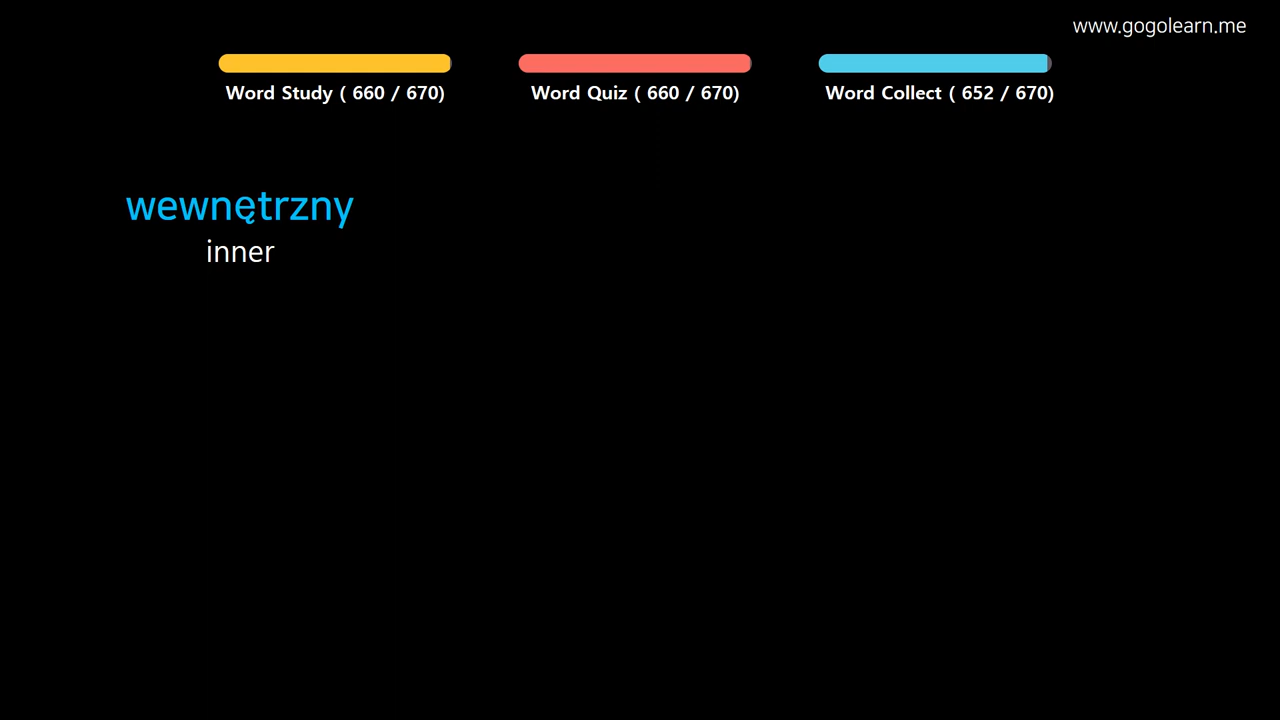 www.gogolearn.me
Word Study ( 660 / 670)
Word Quiz ( 660 / 670)
Word Collect ( 652 / 670)
wewnętrzny
inner